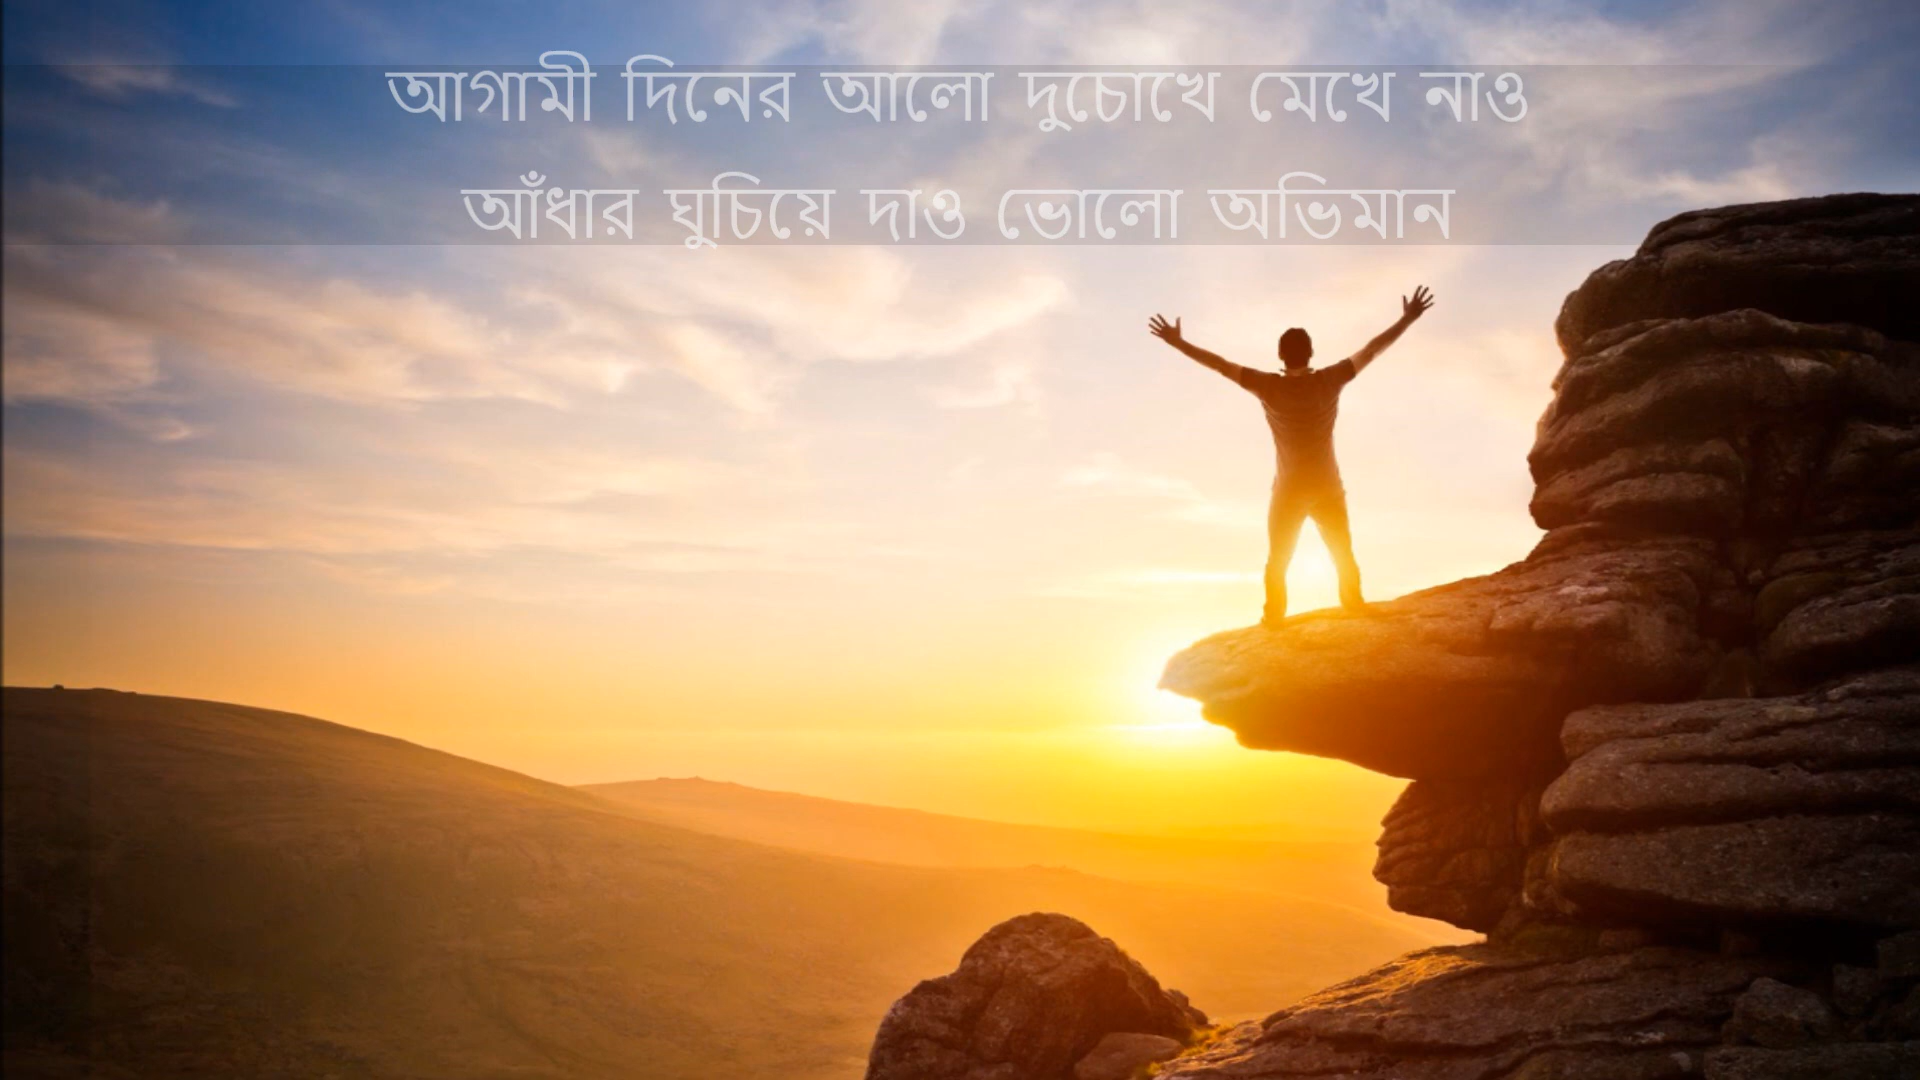 আগামী দিনের আলো দুচোখে মেখে নাও
আঁধার ঘুচিয়ে দাও ভোলো অভিমান